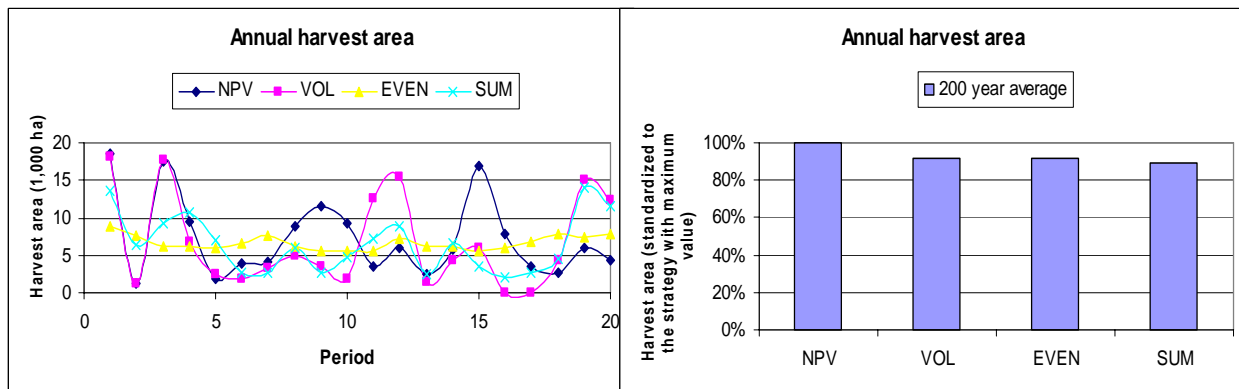 Annual harvest area
NPV VOL EVEN SUM
Harvest area (1,000 ha)
20
15
10
5
0
0 5 10 15 20
Period
Annual harvest area
200 year average
Harvest area (standardized to
the strategy with maximum
value)
100%
80%
60%
40%
20%
0%
NPV VOL EVEN SUM